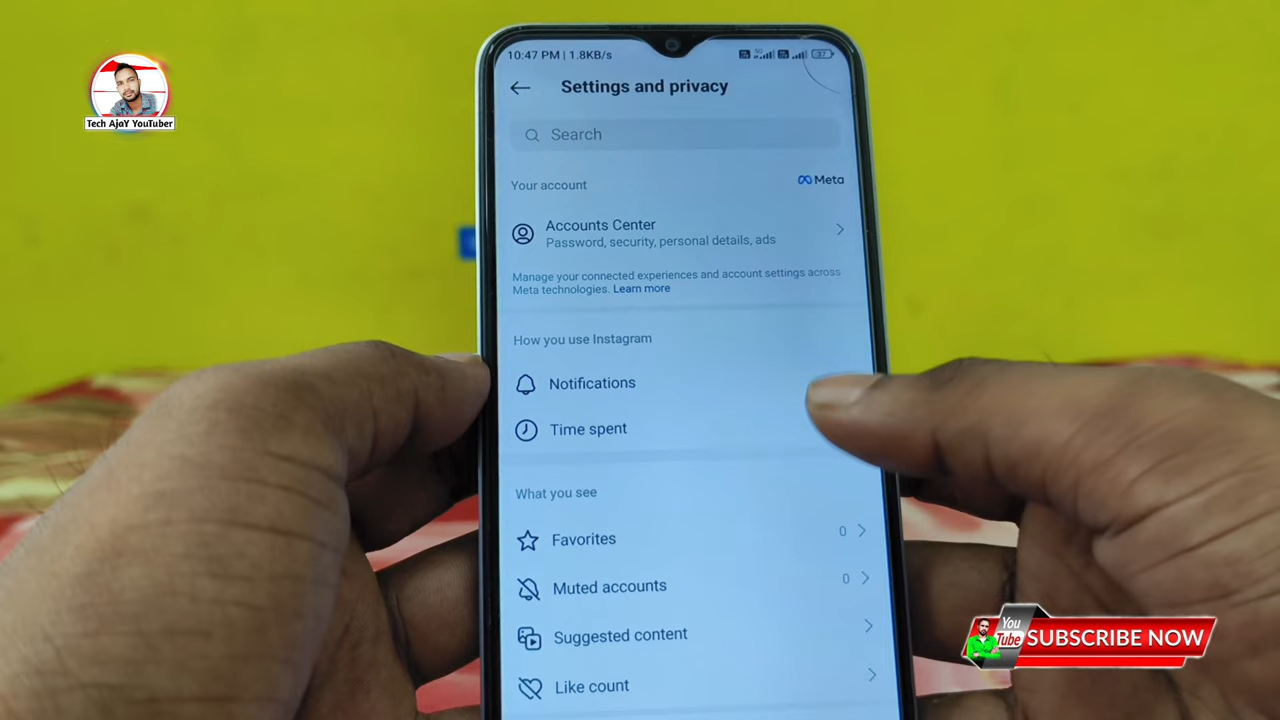 Tech AjaY YouTuber
10:47 PM | 1.8KB/s
37
Settings and privacy
Search
Your account
Meta
Accounts Center
Password, security, personal details, ads
Manage your connected experiences and account settings across
Meta technologies. Learn more
How you use Instagram
Notifications
Time spent
What you see
Favorites
0
Muted accounts
0
Suggested content
Like count
You
Tube
SUBSCRIBE NOW